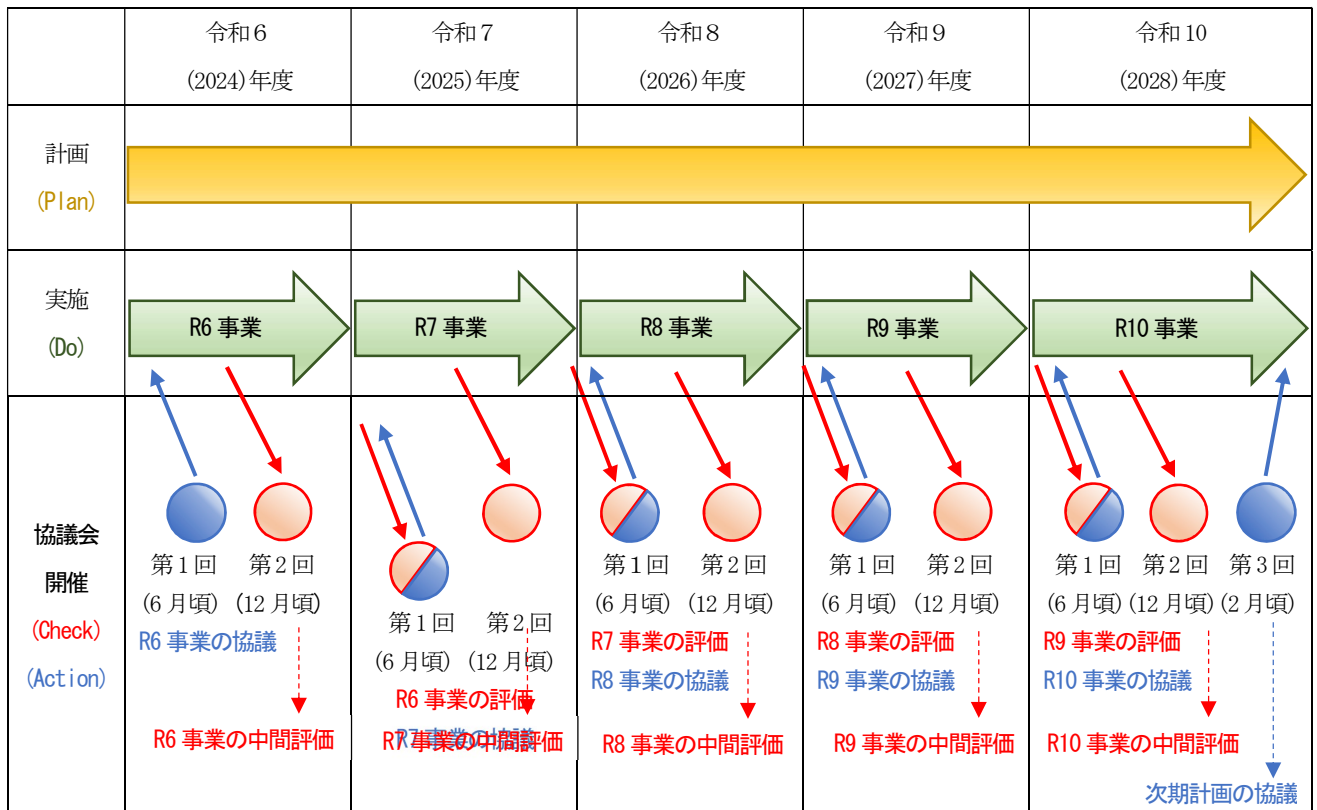 令和６
(2024)年度
令和７
(2025)年度
令和８
(2026)年度
令和９
(2027)年度
令和10
(2028)年度
計画
(Plan)
実施
(Do)
R6 事業
R7 事業
R8 事業
R9 事業
R10 事業
協議会
開催
(Check)
(Action)
第１回
(6 月頃)
R6 事業の協議
第２回
(12 月頃)
R6 事業の中間評価
第１回
(6 月頃)
R6 事業の評価
R7 事業の協議
第２回
(12 月頃)
R7 事業の中間評価
第１回
(6 月頃)
R7 事業の評価
R8 事業の協議
第２回
(12 月頃)
R8 事業の中間評価
第１回
(6 月頃)
R8 事業の評価
R9 事業の協議
第２回
(12 月頃)
R9 事業の中間評価
第１回
(6 月頃)
R9 事業の評価
R10 事業の協議
第２回
(12 月頃)
R10 事業の中間評価
第３回
(2 月頃)
次期計画の協議